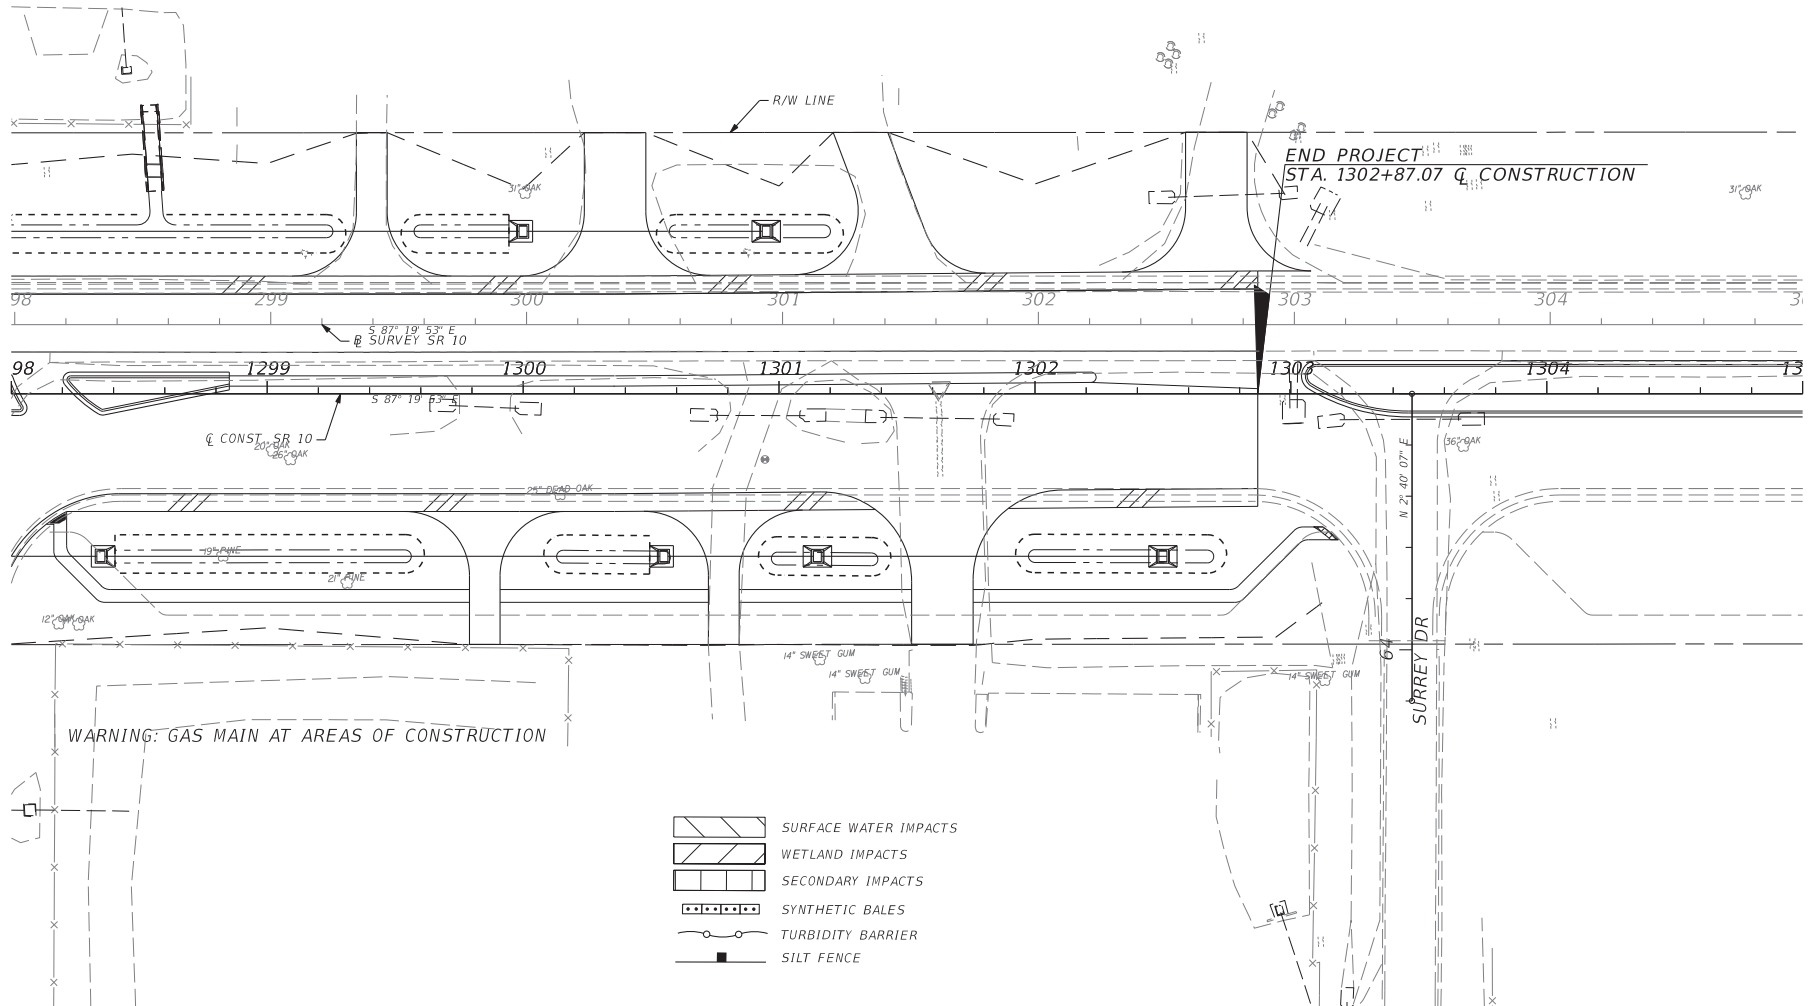 R/W LINE
END PROJECT
STA. 1302+87.07 ℄ CONSTRUCTION
31" OAK
31" OAK
98
299
300
301
302
303
304
S 87° 19' 53" E
SURVEY SR 10
98
1299
1300
1301
1302
1303
1304
13
S 87° 19' 53" E
℄ CONST. SR 10
20" OAK
26" OAK
36" OAK
N 2° 40' 07" E
25" DEAD OAK
19" PINE
21" PINE
12" OAK
OAK
64
SURREY DR
14" SWEET GUM
14" SWEET GUM
14" SWEET GUM
WARNING: GAS MAIN AT AREAS OF CONSTRUCTION
SURFACE WATER IMPACTS
WETLAND IMPACTS
SECONDARY IMPACTS
SYNTHETIC BALES
TURBIDITY BARRIER
SILT FENCE